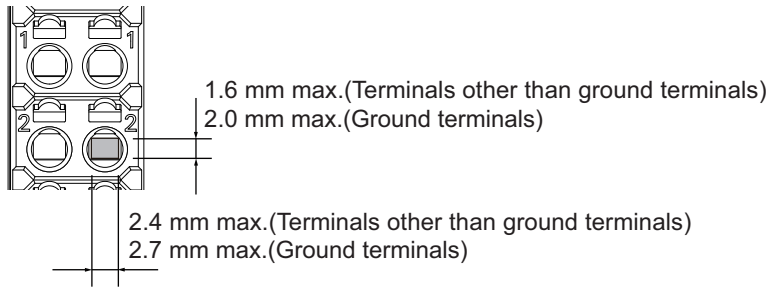 1 1
1.6 mm max.(Terminals other than ground terminals)
2.0 mm max.(Ground terminals)
2 2
2.4 mm max.(Terminals other than ground terminals)
2.7 mm max.(Ground terminals)